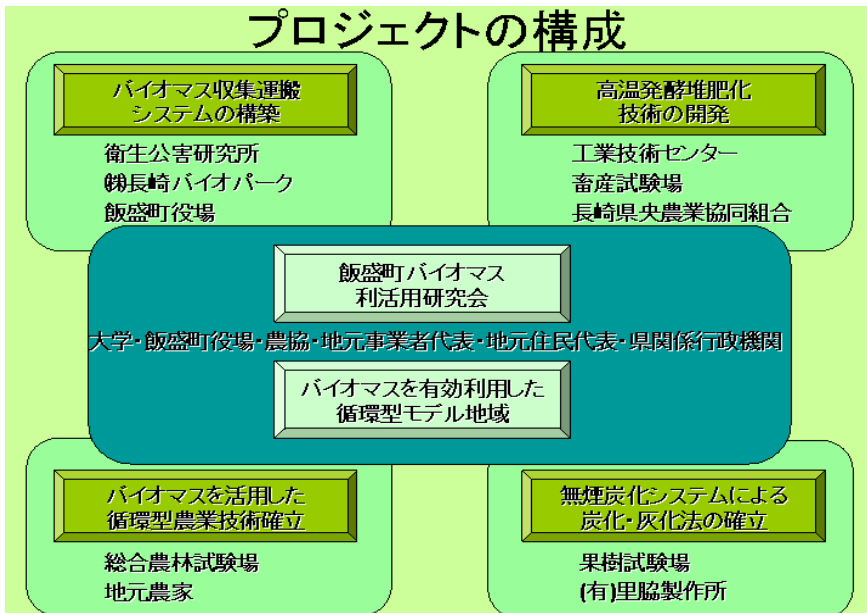 プロジェクトの構成
バイオマス収集運搬
システムの構築
衛生公害研究所
㈱長崎バイオパーク
飯盛町役場
高温発酵堆肥化
技術の開発
工業技術センター
畜産試験場
長崎県央農業協同組合
飯盛町バイオマス
利活用研究会
大学・飯盛町役場・農協・地元事業者代表・地元住民代表・県関係行政機関
バイオマスを有効利用した
循環型モデル地域
バイオマスを活用した
循環型農業技術確立
総合農林試験場
地元農家
無煙炭化システムによる
炭化・灰化法の確立
果樹試験場
(有)里脇製作所